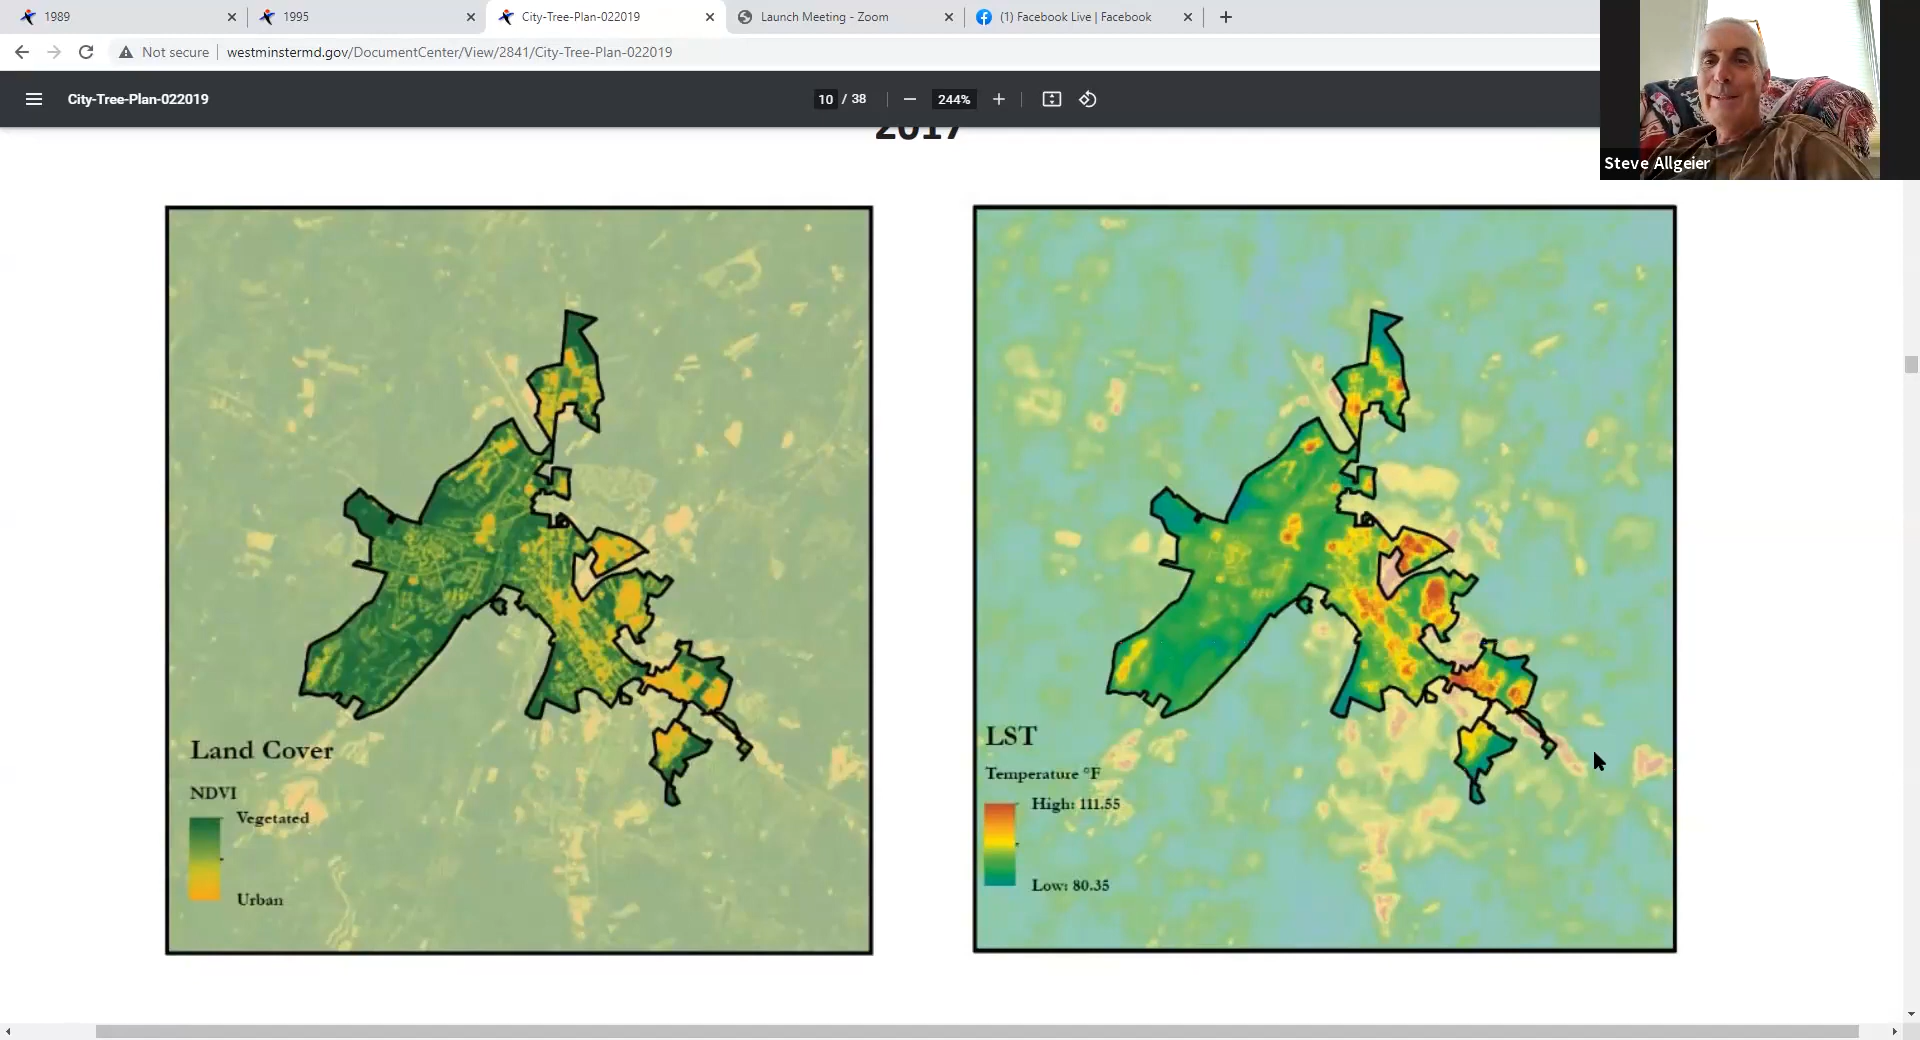 1989
1995
City-Tree-Plan-022019
Launch Meeting - Zoom
(1) Facebook Live | Facebook
Not secure
westminstermd.gov/DocumentCenter/View/2841/City-Tree-Plan-022019
City-Tree-Plan-022019
10 / 38
244%
Steve Allgeier
2017
Land Cover
NDVI
Vegetated
Urban
LST
Temperature °F
High: 111.55
Low: 80.35